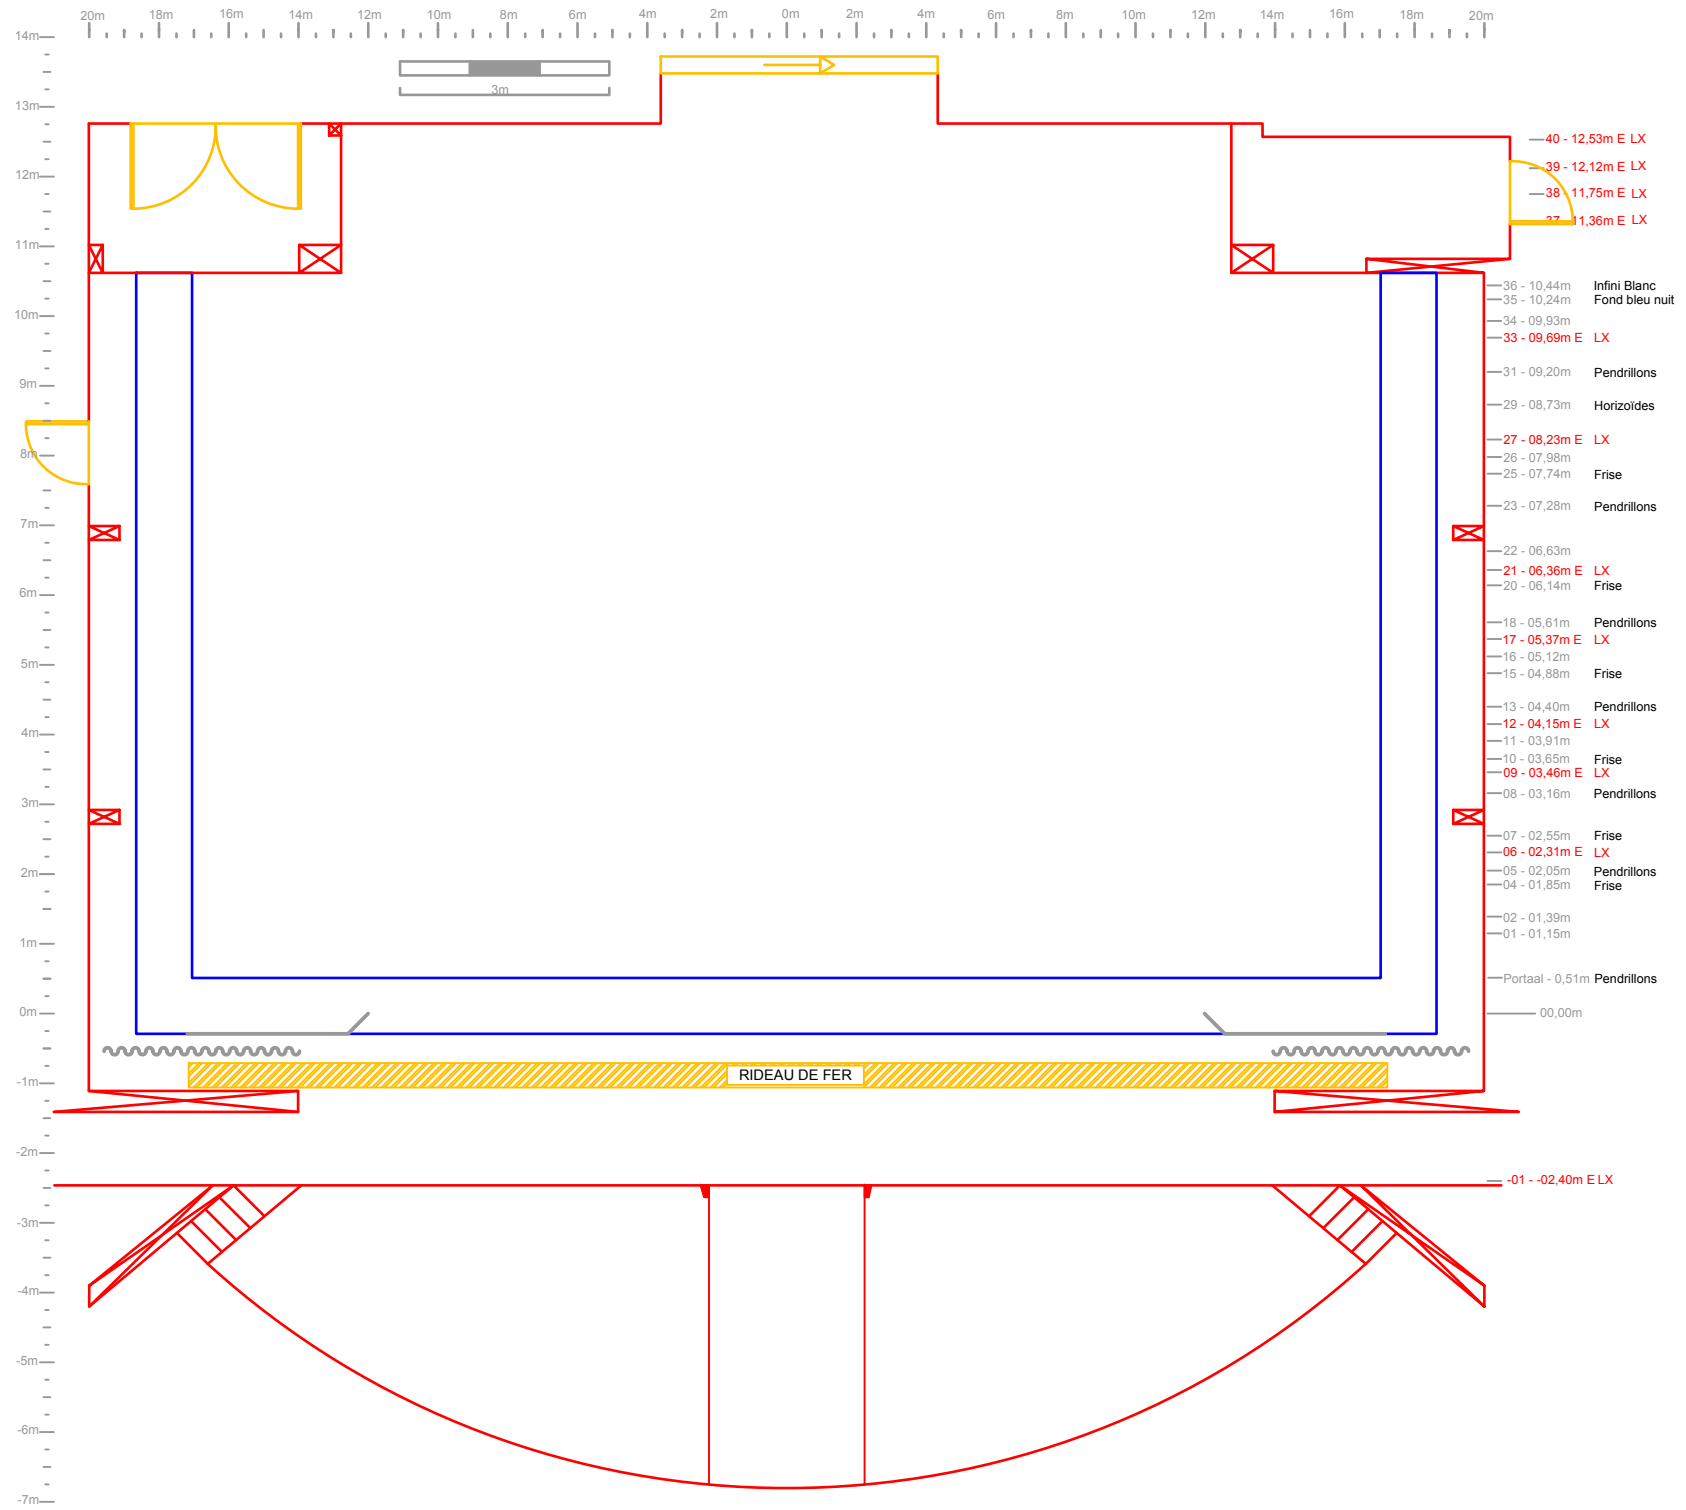 20m 18m 16m 14m 12m 10m 8m 6m 4m 2m 0m 2m 4m 6m 8m 10m 12m 14m 16m 18m 20m
14m
3m
13m
40 - 12,53m E LX
39 - 12,12m E LX
12m
38 - 11,75m E LX
37 - 11,36m E LX
11m
36 - 10,44m Infini Blanc
35 - 10,24m Fond bleu nuit
10m
34 - 09,93m
33 - 09,69m E LX
31 - 09,20m Pendrillons
9m
29 - 08,73m Horizoïdes
27 - 08,23m E LX
8m
26 - 07,98m
25 - 07,74m Frise
23 - 07,28m Pendrillons
7m
22 - 06,63m
21 - 06,36m E LX
20 - 06,14m Frise
6m
18 - 05,61m Pendrillons
17 - 05,37m E LX
16 - 05,12m
5m
15 - 04,88m Frise
13 - 04,40m Pendrillons
12 - 04,15m E LX
4m
11 - 03,91m
10 - 03,65m Frise
09 - 03,46m E LX
08 - 03,16m Pendrillons
3m
07 - 02,55m Frise
06 - 02,31m E LX
05 - 02,05m Pendrillons
2m
04 - 01,85m Frise
02 - 01,39m
01 - 01,15m
1m
Portaal - 0,51m Pendrillons
0m
00,00m
RIDEAU DE FER
-1m
-2m
-01 - -02,40m E LX
-3m
-4m
-5m
-6m
-7m